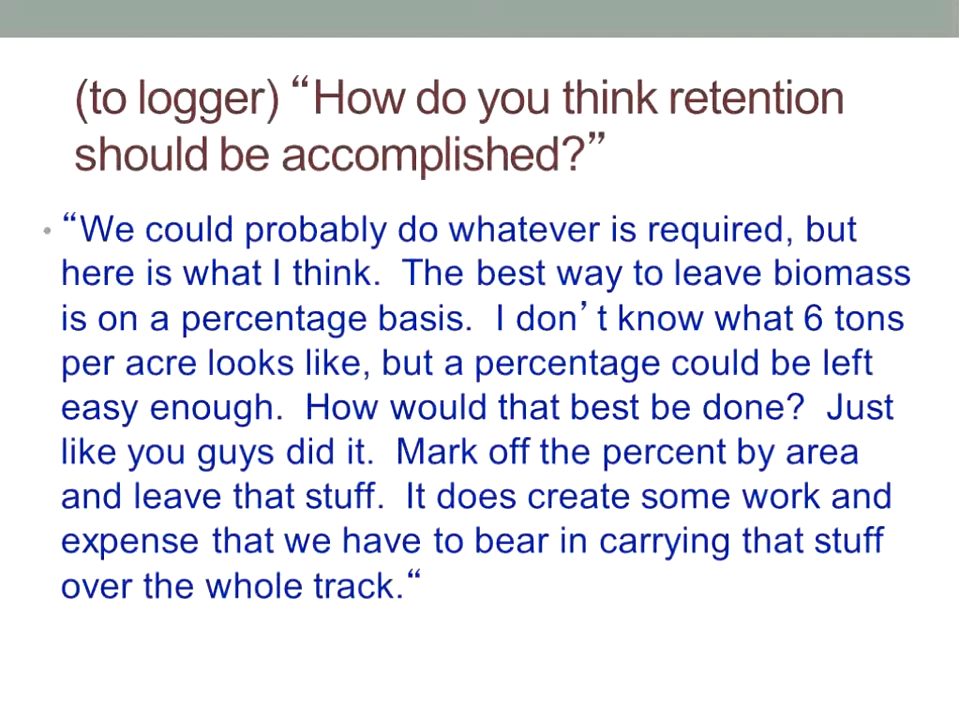 (to logger) “How do you think retention
should be accomplished?”
• “We could probably do whatever is required, but
here is what I think.  The best way to leave biomass
is on a percentage basis.  I don’t know what 6 tons
per acre looks like, but a percentage could be left
easy enough.  How would that best be done?  Just
like you guys did it.  Mark off the percent by area
and leave that stuff.  It does create some work and
expense that we have to bear in carrying that stuff
over the whole track.“